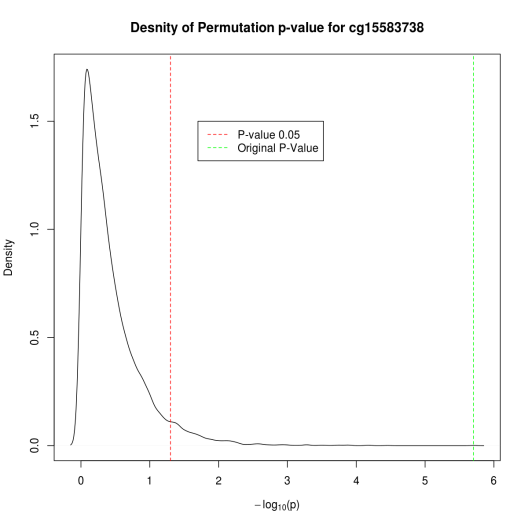 Desnity of Permutation p-value for cg15583738
1.5
1.0
0.5
0.0
Density
P-value 0.05
Original P-Value
0 1 2 3 4 5 6
−log₁₀(p)